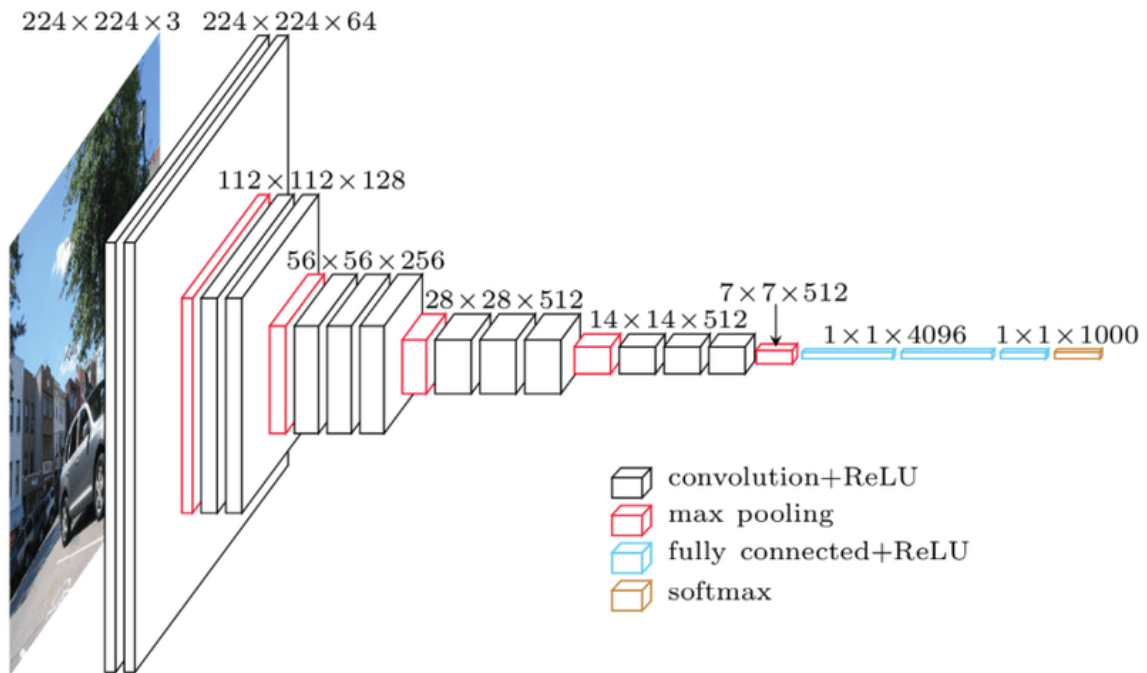 224×224×3
224×224×64
112×112×128
56×56×256
28×28×512
14×14×512
7×7×512
1×1×4096
1×1×1000
convolution+ReLU
max pooling
fully connected+ReLU
softmax